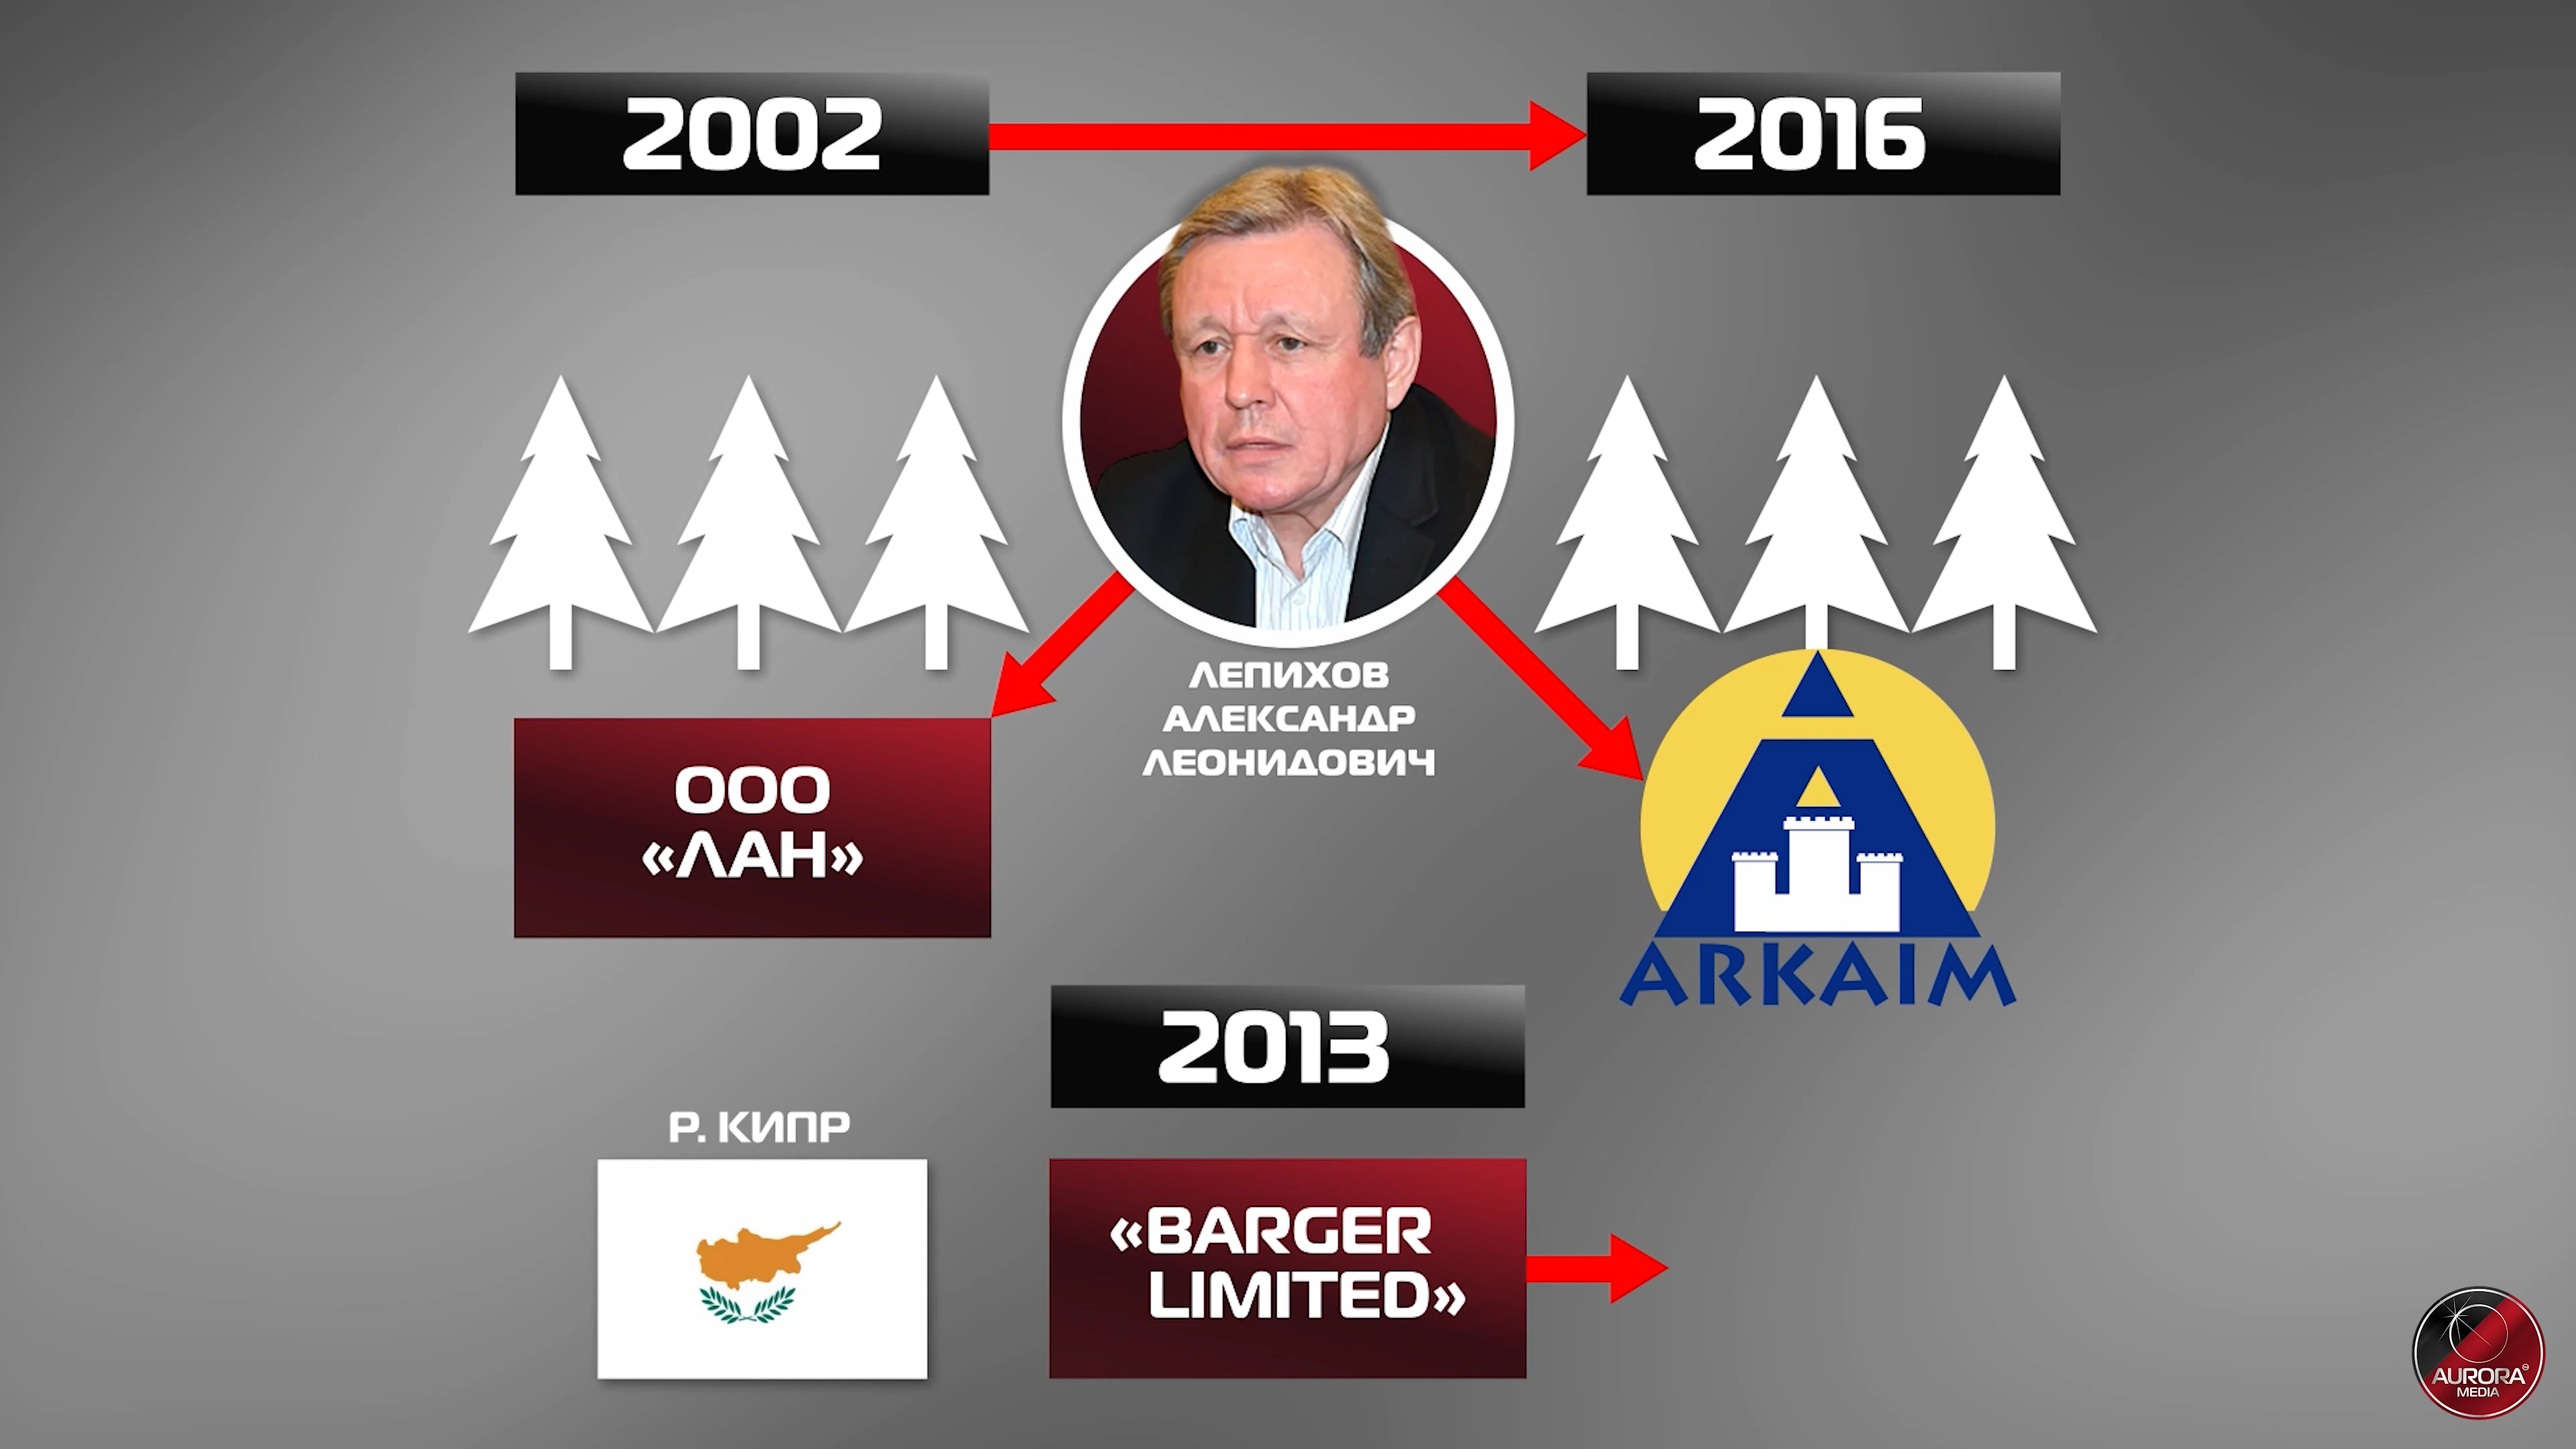 2002
2016
ЛЕПИХОВ
АЛЕКСАНДР
ЛЕОНИДОВИЧ
ООО
«ЛАН»
ARKAIM
2013
Р. КИПР
«BARGER
LIMITED»
AURORA
MEDIA